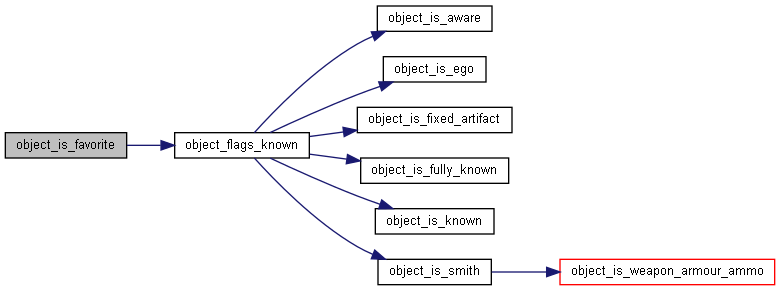 object_is_favorite
object_flags_known
object_is_aware
object_is_ego
object_is_fixed_artifact
object_is_fully_known
object_is_known
object_is_smith
object_is_weapon_armour_ammo